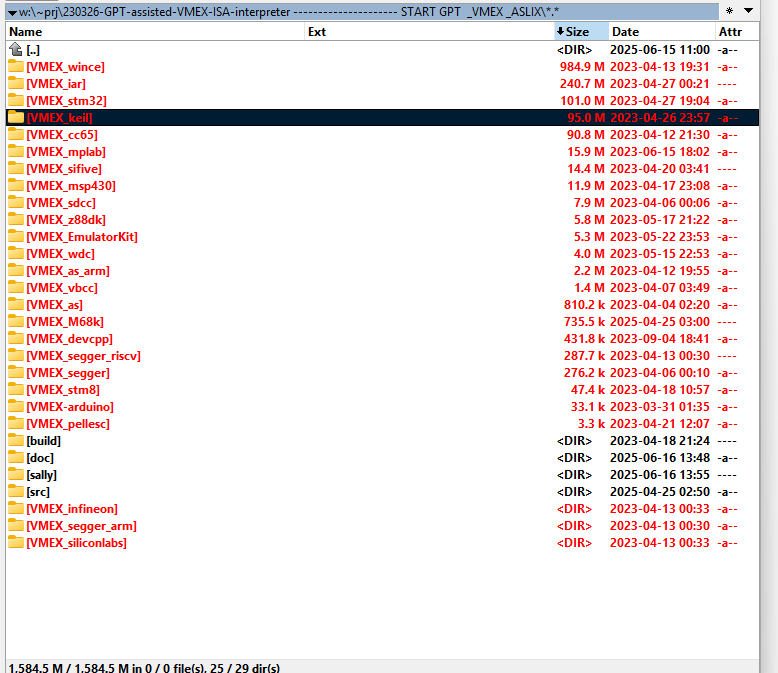 w:\~prj\230326-GPT-assisted-VMEX-ISA-interpreter --------------------- START GPT _VMEX _ASLIX\*.*
Name Ext Size Date Attr
[..] <DIR> 2025-06-15 11:00 -a--
[VMEX_wince] 984.9 M 2023-04-13 19:31 -a--
[VMEX_iar] 240.7 M 2023-04-27 00:21 ----
[VMEX_stm32] 101.0 M 2023-04-27 19:04 -a--
[VMEX_keil] 95.0 M 2023-04-26 23:57 -a--
[VMEX_cc65] 90.8 M 2023-04-12 21:30 -a--
[VMEX_mplab] 15.9 M 2023-06-15 18:02 -a--
[VMEX_sifive] 14.4 M 2023-04-20 03:41 ----
[VMEX_msp430] 11.9 M 2023-04-17 23:08 -a--
[VMEX_sdcc] 7.9 M 2023-04-06 00:06 -a--
[VMEX_z88dk] 5.8 M 2023-05-17 21:22 -a--
[VMEX_EmulatorKit] 5.3 M 2023-05-22 23:53 -a--
[VMEX_wdc] 4.0 M 2023-05-15 22:53 -a--
[VMEX_as_arm] 2.2 M 2023-04-12 19:55 -a--
[VMEX_vbcc] 1.4 M 2023-04-07 03:49 -a--
[VMEX_as] 810.2 k 2023-04-04 02:20 -a--
[VMEX_M68k] 735.5 k 2025-04-25 03:00 ----
[VMEX_devcpp] 431.8 k 2023-09-04 18:41 -a--
[VMEX_segger_riscv] 287.7 k 2023-04-13 00:30 ----
[VMEX_segger] 276.2 k 2023-04-06 00:10 -a--
[VMEX_stm8] 47.4 k 2023-04-18 10:57 -a--
[VMEX-arduino] 33.1 k 2023-03-31 01:35 -a--
[VMEX_pellesc] 3.3 k 2023-04-21 12:07 -a--
[build] <DIR> 2023-04-18 21:24 ----
[doc] <DIR> 2025-06-16 13:48 -a--
[sally] <DIR> 2025-06-16 13:55 ----
[src] <DIR> 2025-04-25 02:50 -a--
[VMEX_infineon] <DIR> 2023-04-13 00:33 -a--
[VMEX_segger_arm] <DIR> 2023-04-13 00:30 -a--
[VMEX_siliconlabs] <DIR> 2023-04-13 00:33 -a--
1,584.5 M / 1,584.5 M in 0 / 0 file(s), 25 / 29 dir(s)